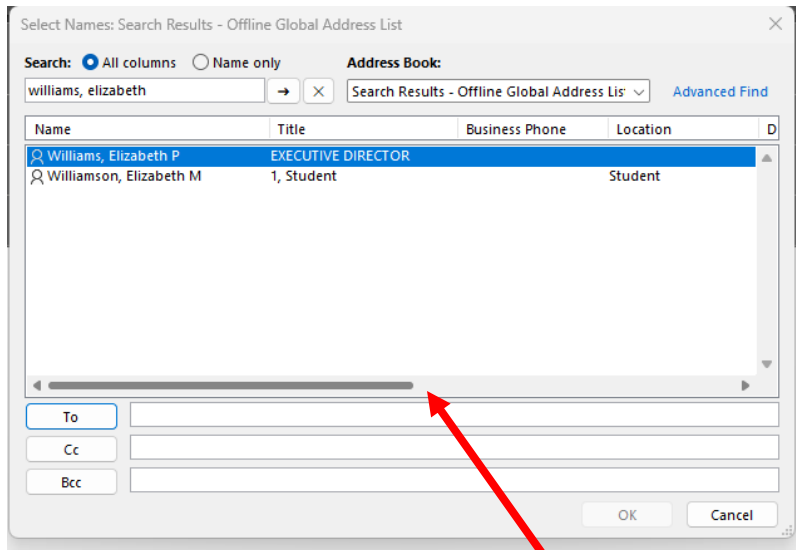 Select Names: Search Results - Offline Global Address List
Search: All columns Name only Address Book:
williams, elizabeth Search Results - Offline Global Address Lis Advanced Find
Name Title Business Phone Location D
Williams, Elizabeth P EXECUTIVE DIRECTOR
Williamson, Elizabeth M 1, Student Student
To
Cc
Bcc
OK Cancel